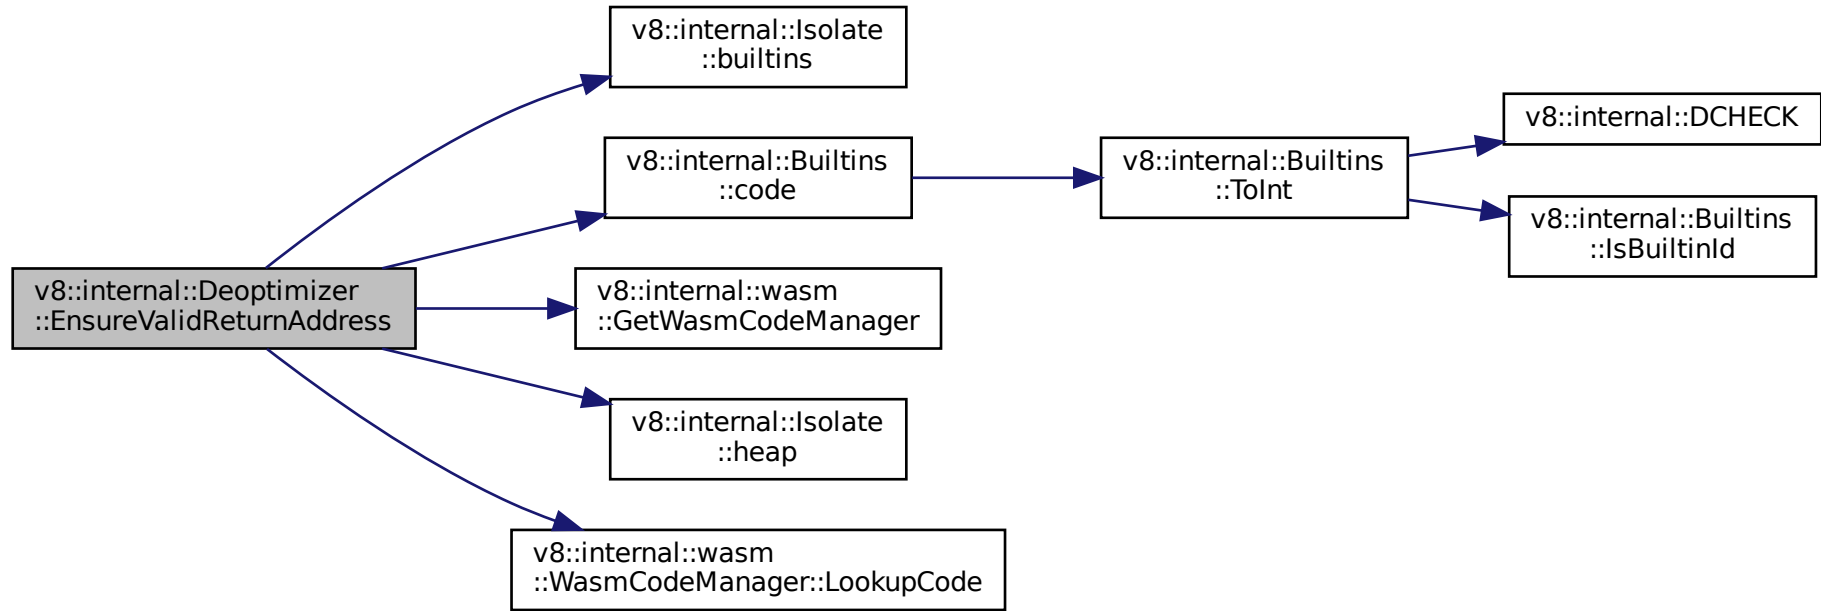 v8::internal::Isolate
::builtins
v8::internal::Builtins
::code
v8::internal::Builtins
::ToInt
v8::internal::DCHECK
v8::internal::Builtins
::IsBuiltinId
v8::internal::Deoptimizer
::EnsureValidReturnAddress
v8::internal::wasm
::GetWasmCodeManager
v8::internal::Isolate
::heap
v8::internal::wasm
::WasmCodeManager::LookupCode